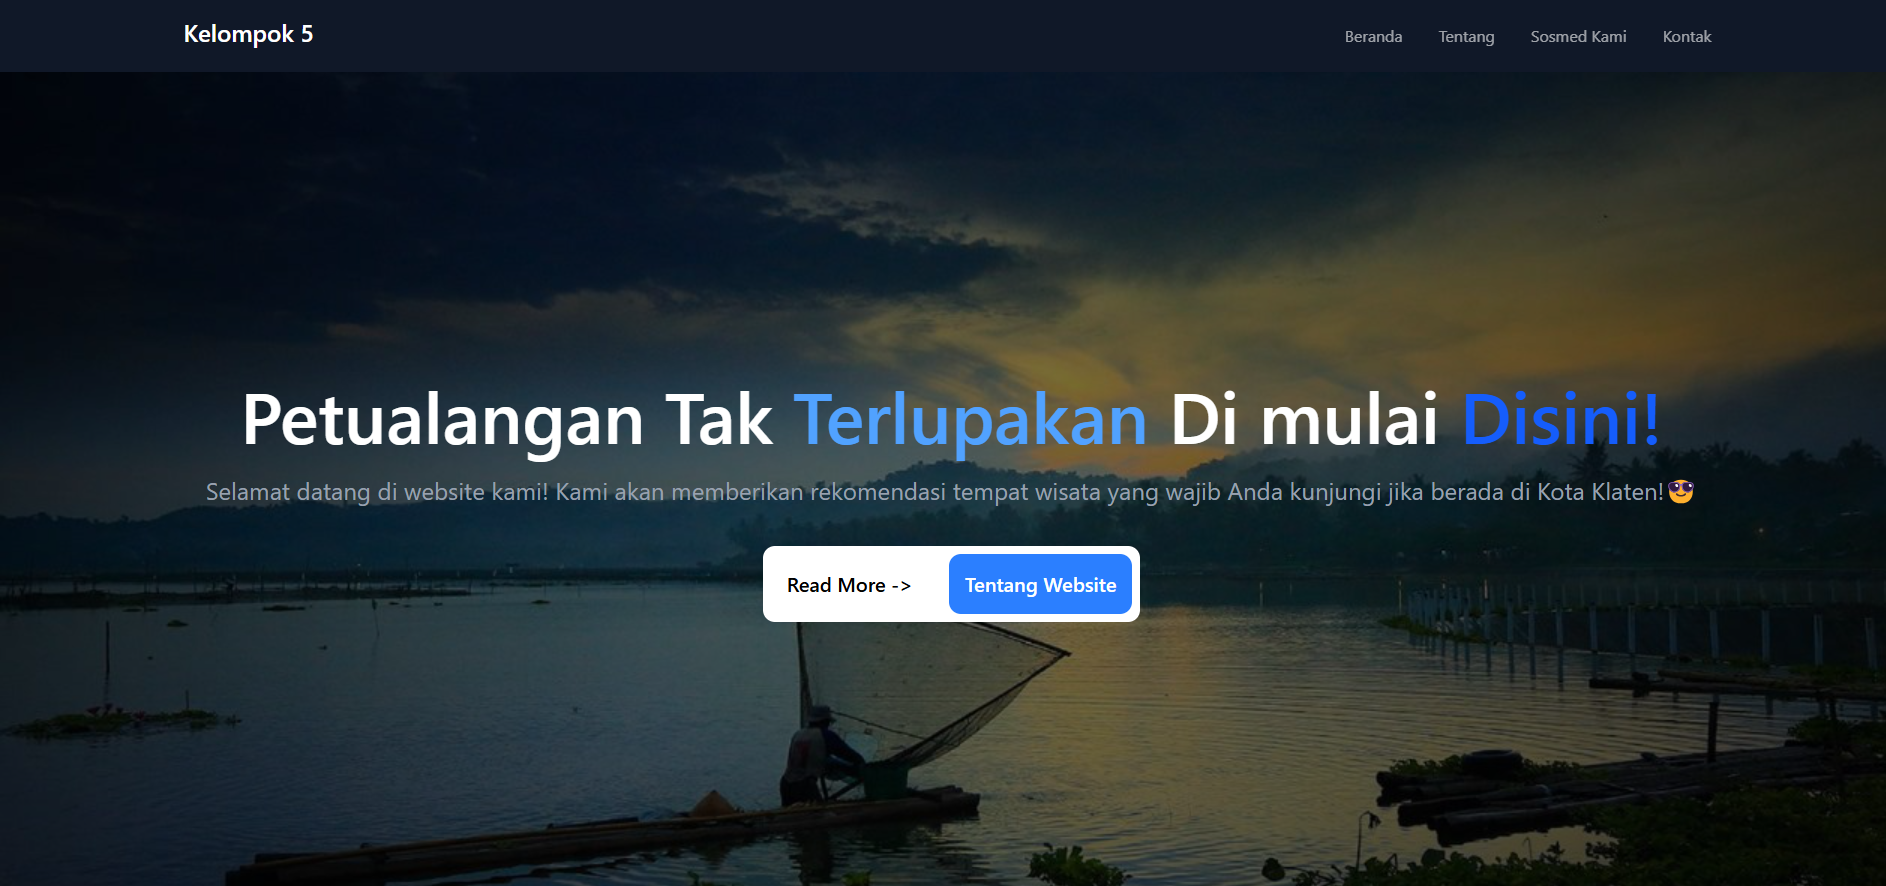 Kelompok 5
Beranda Tentang Sosmed Kami Kontak
Petualangan Tak Terlupakan Di mulai Disini!
Selamat datang di website kami! Kami akan memberikan rekomendasi tempat wisata yang wajib Anda kunjungi jika berada di Kota Klaten!😎
Read More -> Tentang Website